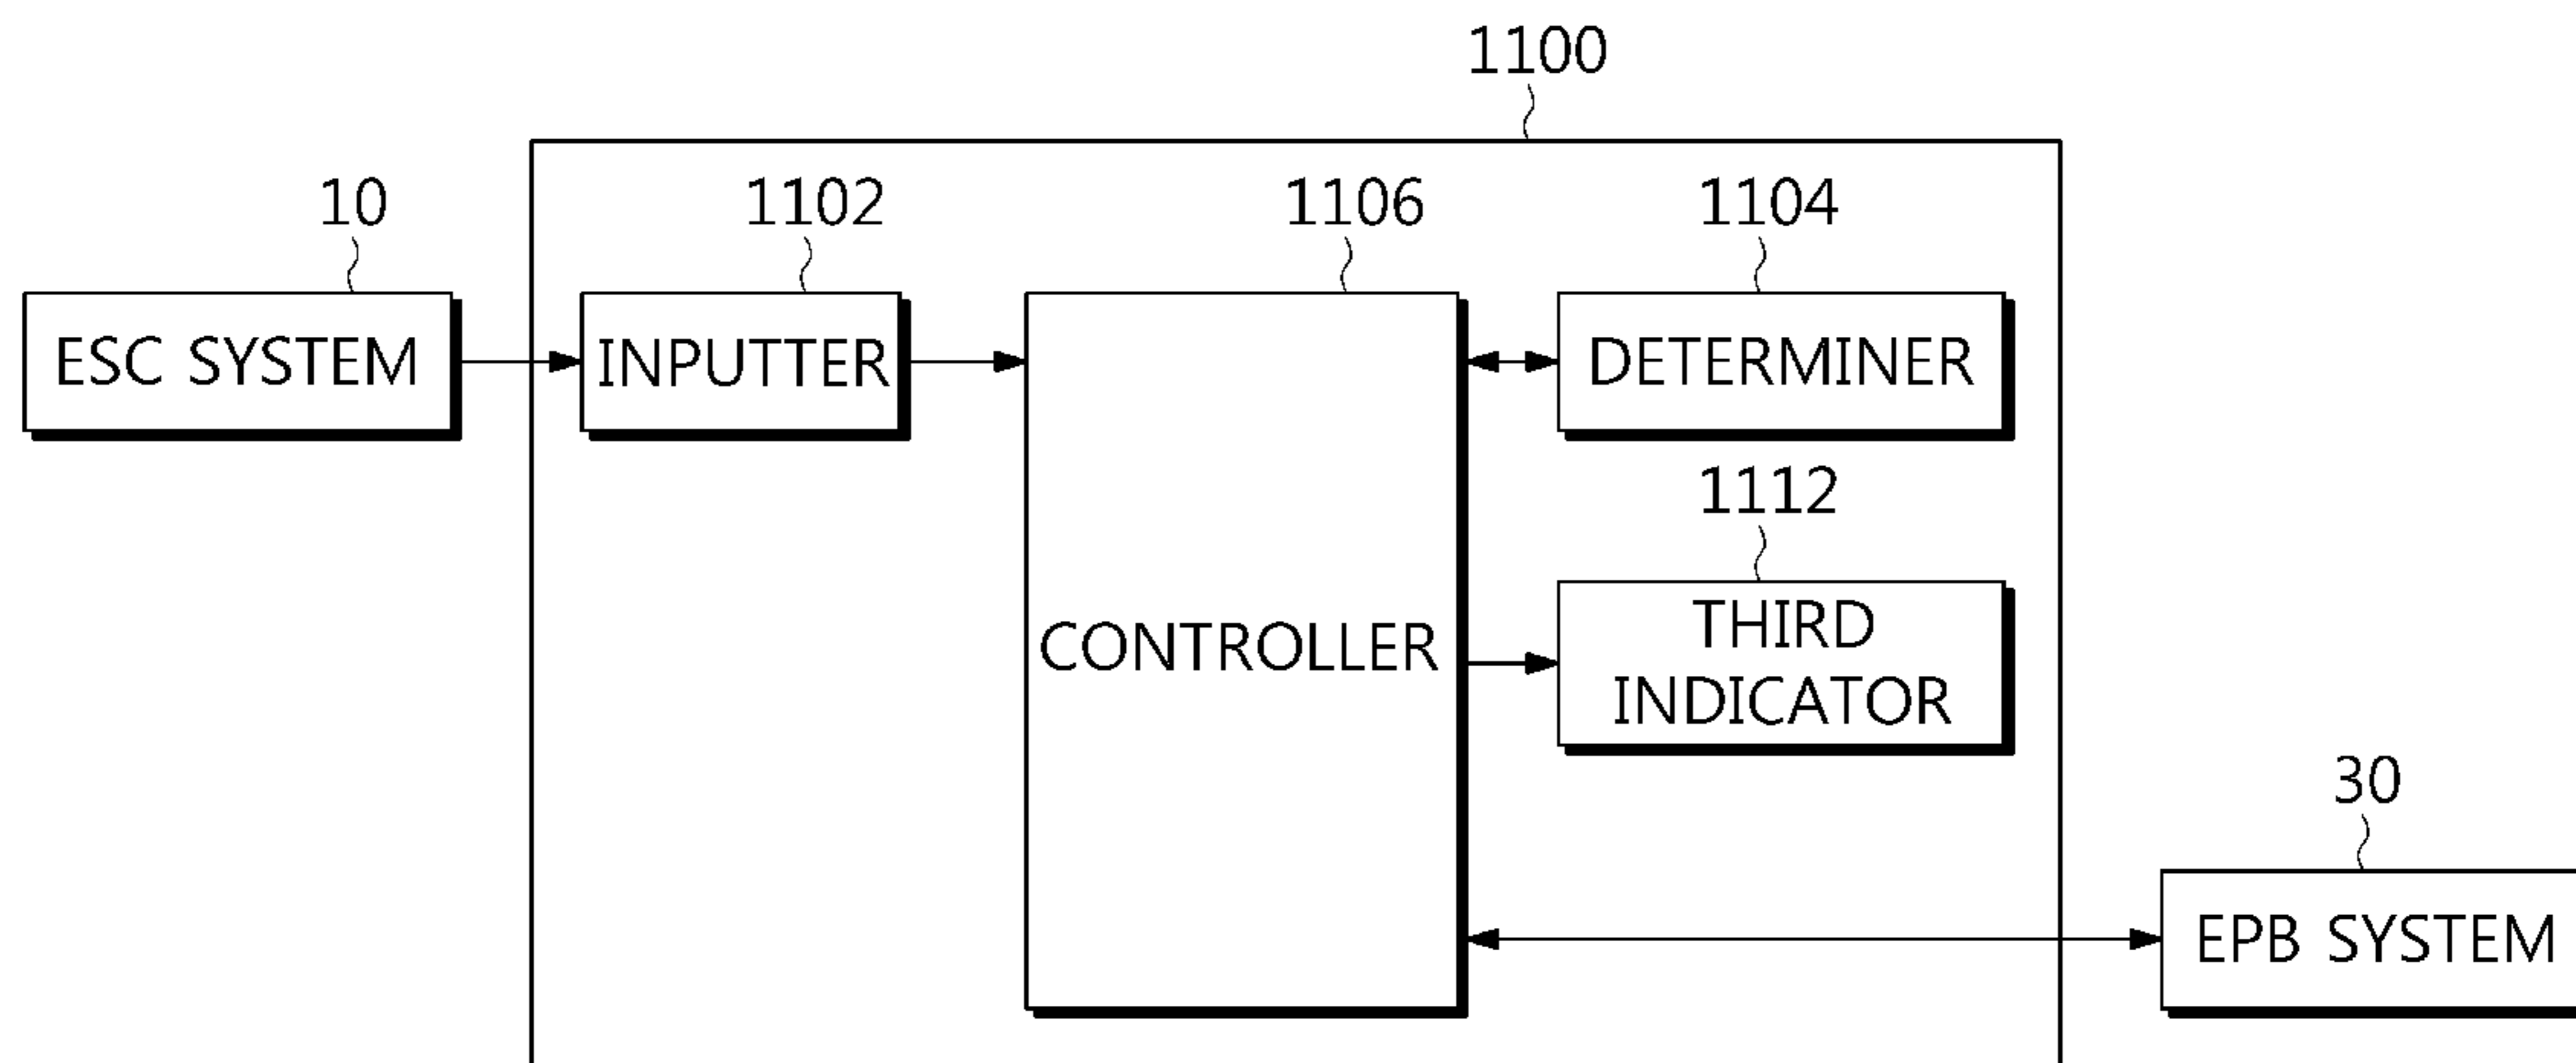 1100
10
1102
1106
1104
ESC SYSTEM
INPUTTER
DETERMINER
1112
CONTROLLER
THIRD
INDICATOR
30
EPB SYSTEM